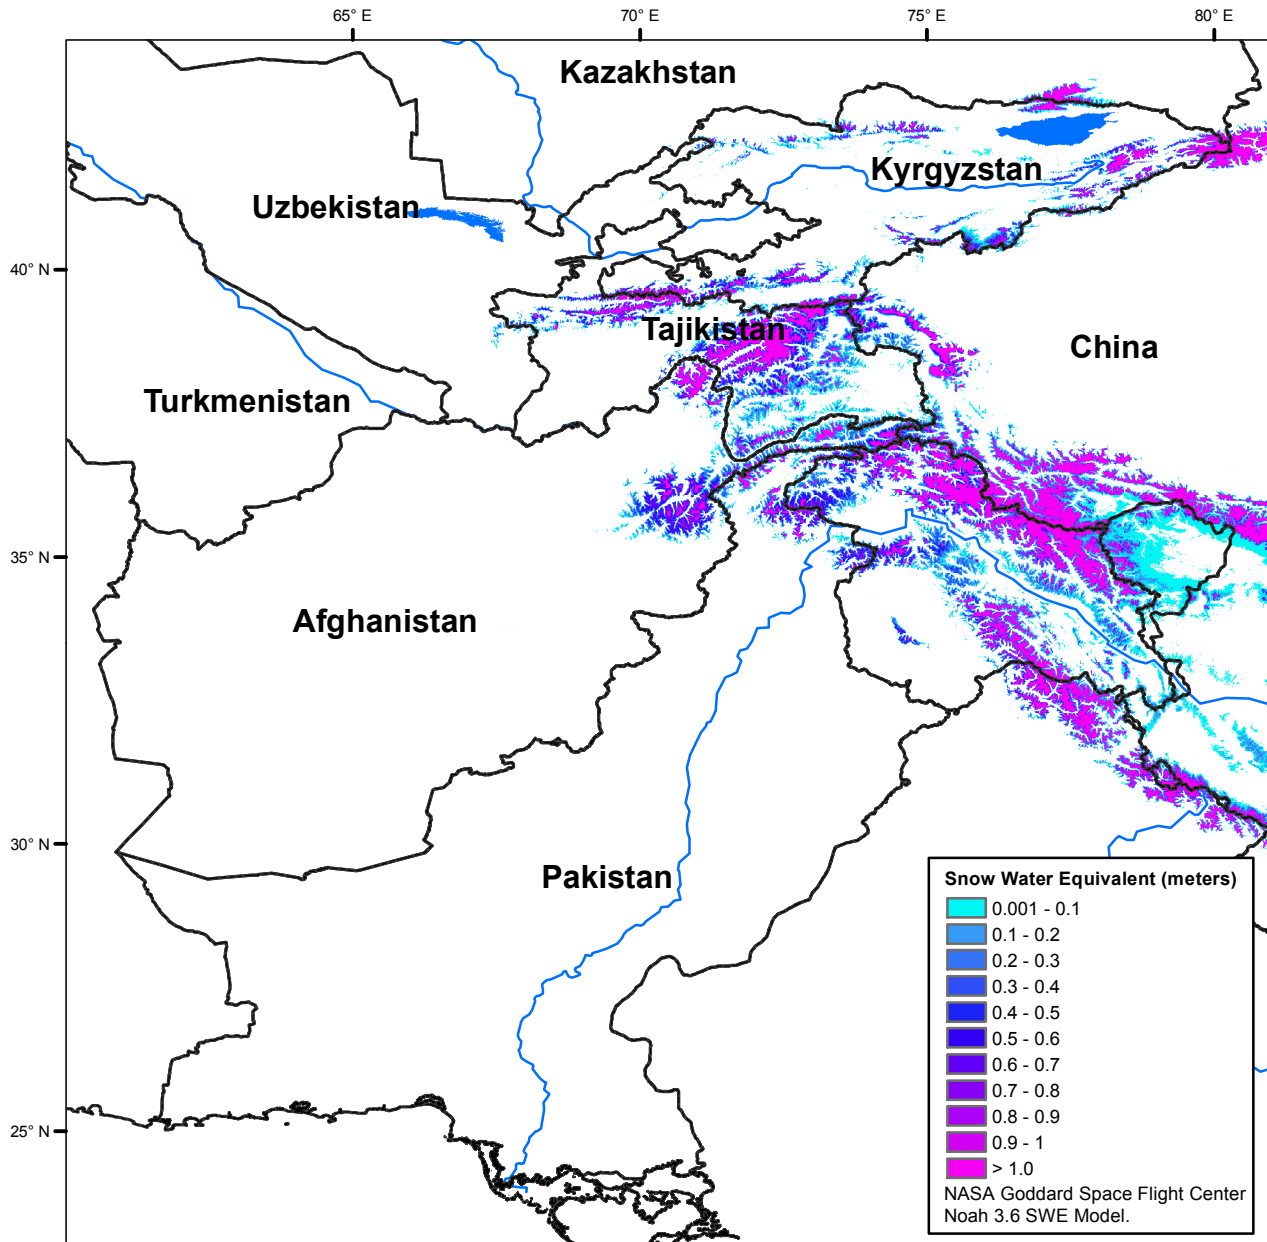 65° E 70° E 75° E 80° E
Kazakhstan
Kyrgyzstan
Uzbekistan
40° N
Tajikistan
China
Turkmenistan
35° N
Afghanistan
30° N
Pakistan
25° N
Snow Water Equivalent (meters)
0.001 - 0.1
0.1 - 0.2
0.2 - 0.3
0.3 - 0.4
0.4 - 0.5
0.5 - 0.6
0.6 - 0.7
0.7 - 0.8
0.8 - 0.9
0.9 - 1
> 1.0
NASA Goddard Space Flight Center
Noah 3.6 SWE Model.